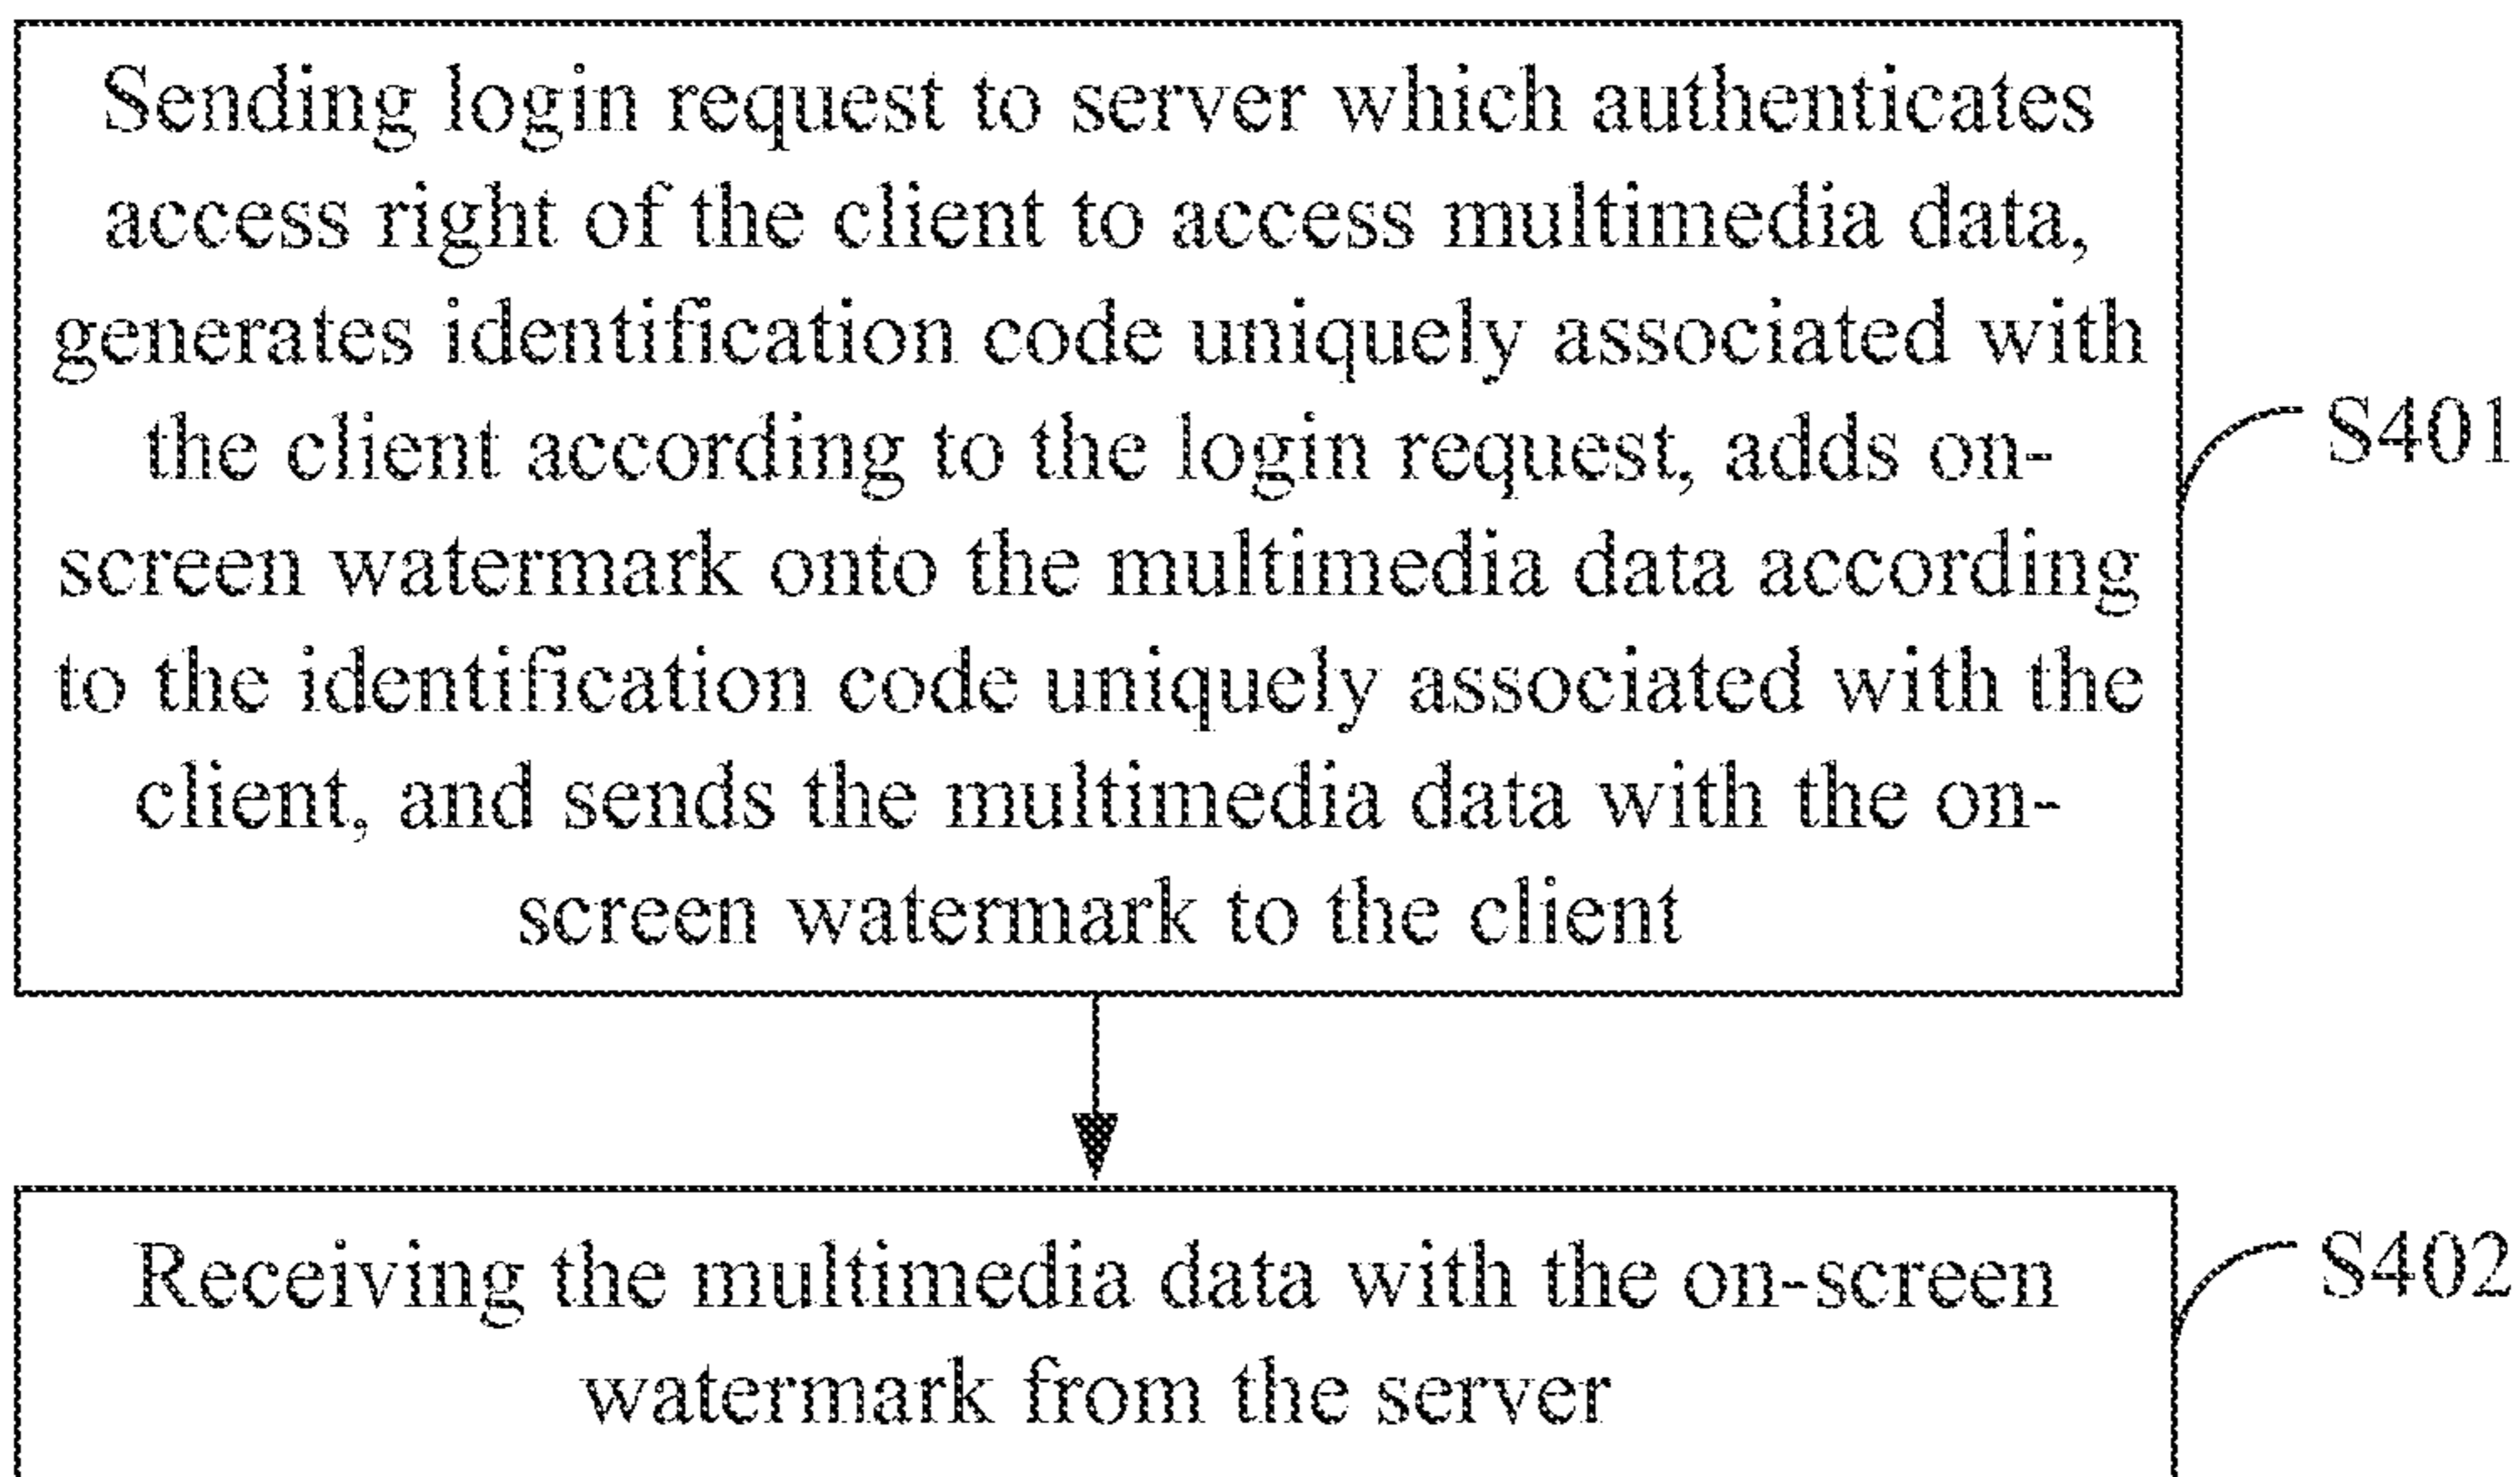 Sending login request to server which authenticates
access right of the client to access multimedia data,
generates identification code uniquely associated with
the client according to the login request, adds on-
screen watermark onto the multimedia data according
to the identification code uniquely associated with the
client, and sends the multimedia data with the on-
screen watermark to the client
S401
Receiving the multimedia data with the on-screen
watermark from the server
S402